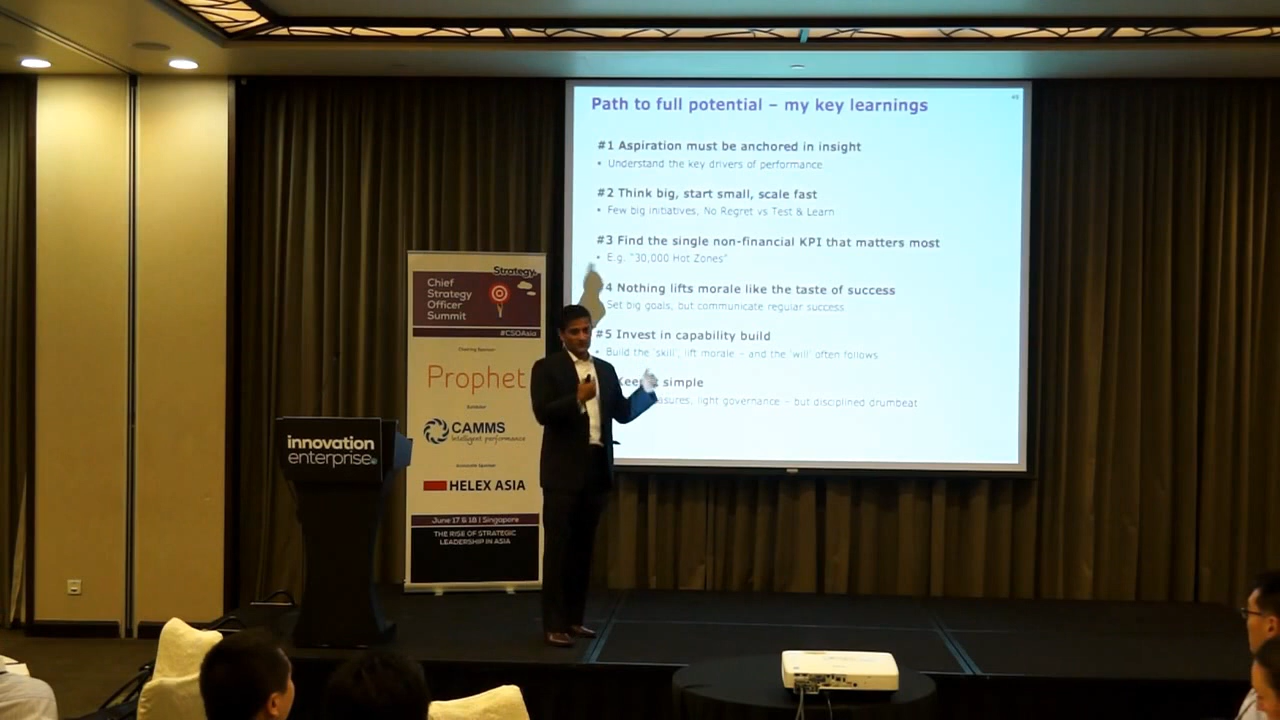 Path to full potential – my key learnings
#1 Aspiration must be anchored in insight
• Understand the key drivers of performance
#2 Think big, start small, scale fast
• Few big initiatives, No Regret vs Test & Learn
#3 Find the single non-financial KPI that matters most
• E.g. "30,000 Hot Zones"
4 Nothing lifts morale like the taste of success
Set big goals, but communicate regular success
#5 Invest in capability build
• Build the 'skill', lift morale – and the 'will' often follows
simple
light governance – but disciplined drumbeat
Strategy
Chief
Strategy
Officer
Summit
#CSOAsia
Prophet
CAMMS
intelligent performance
Associate Sponsor
HELEX ASIA
June 17 & 18 | Singapore
THE RISE OF STRATEGIC
LEADERSHIP IN ASIA
innovation
enterprise